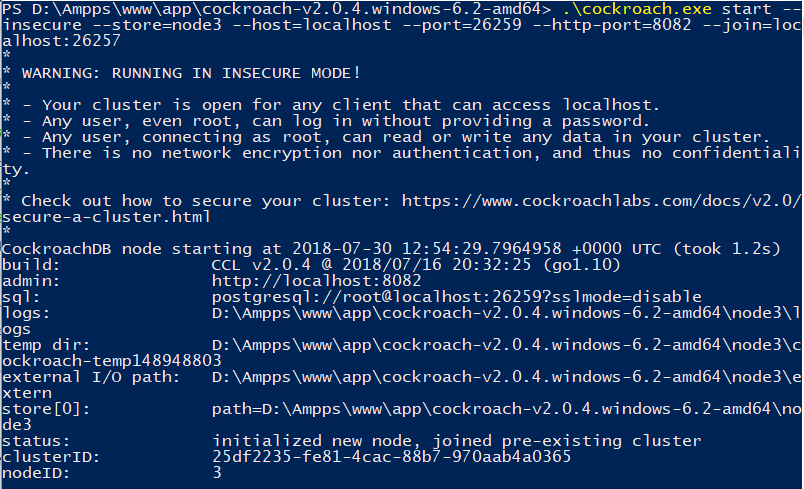 PS D:\Ampps\www\app\cockroach-v2.0.4.windows-6.2-amd64> .\cockroach.exe start --
insecure --store=node3 --host=localhost --port=26259 --http-port=8082 --join=loc
alhost:26257
*
* WARNING: RUNNING IN INSECURE MODE!
*
* - Your cluster is open for any client that can access localhost.
* - Any user, even root, can log in without providing a password.
* - Any user, connecting as root, can read or write any data in your cluster.
* - There is no network encryption nor authentication, and thus no confidentiali
ty.
*
* Check out how to secure your cluster: https://www.cockroachlabs.com/docs/v2.0/
secure-a-cluster.html
*
CockroachDB node starting at 2018-07-30 12:54:29.7964958 +0000 UTC (took 1.2s)
build:               CCL v2.0.4 @ 2018/07/16 20:32:25 (go1.10)
admin:               http://localhost:8082
sql:                 postgresql://root@localhost:26259?sslmode=disable
logs:                D:\Ampps\www\app\cockroach-v2.0.4.windows-6.2-amd64\node3\l
ogs
temp dir:            D:\Ampps\www\app\cockroach-v2.0.4.windows-6.2-amd64\node3\c
ockroach-temp148948803
external I/O path:   D:\Ampps\www\app\cockroach-v2.0.4.windows-6.2-amd64\node3\e
xtern
store[0]:            path=D:\Ampps\www\app\cockroach-v2.0.4.windows-6.2-amd64\no
de3
status:              initialized new node, joined pre-existing cluster
clusterID:           25df2235-fe81-4cac-88b7-970aab4a0365
nodeID:              3